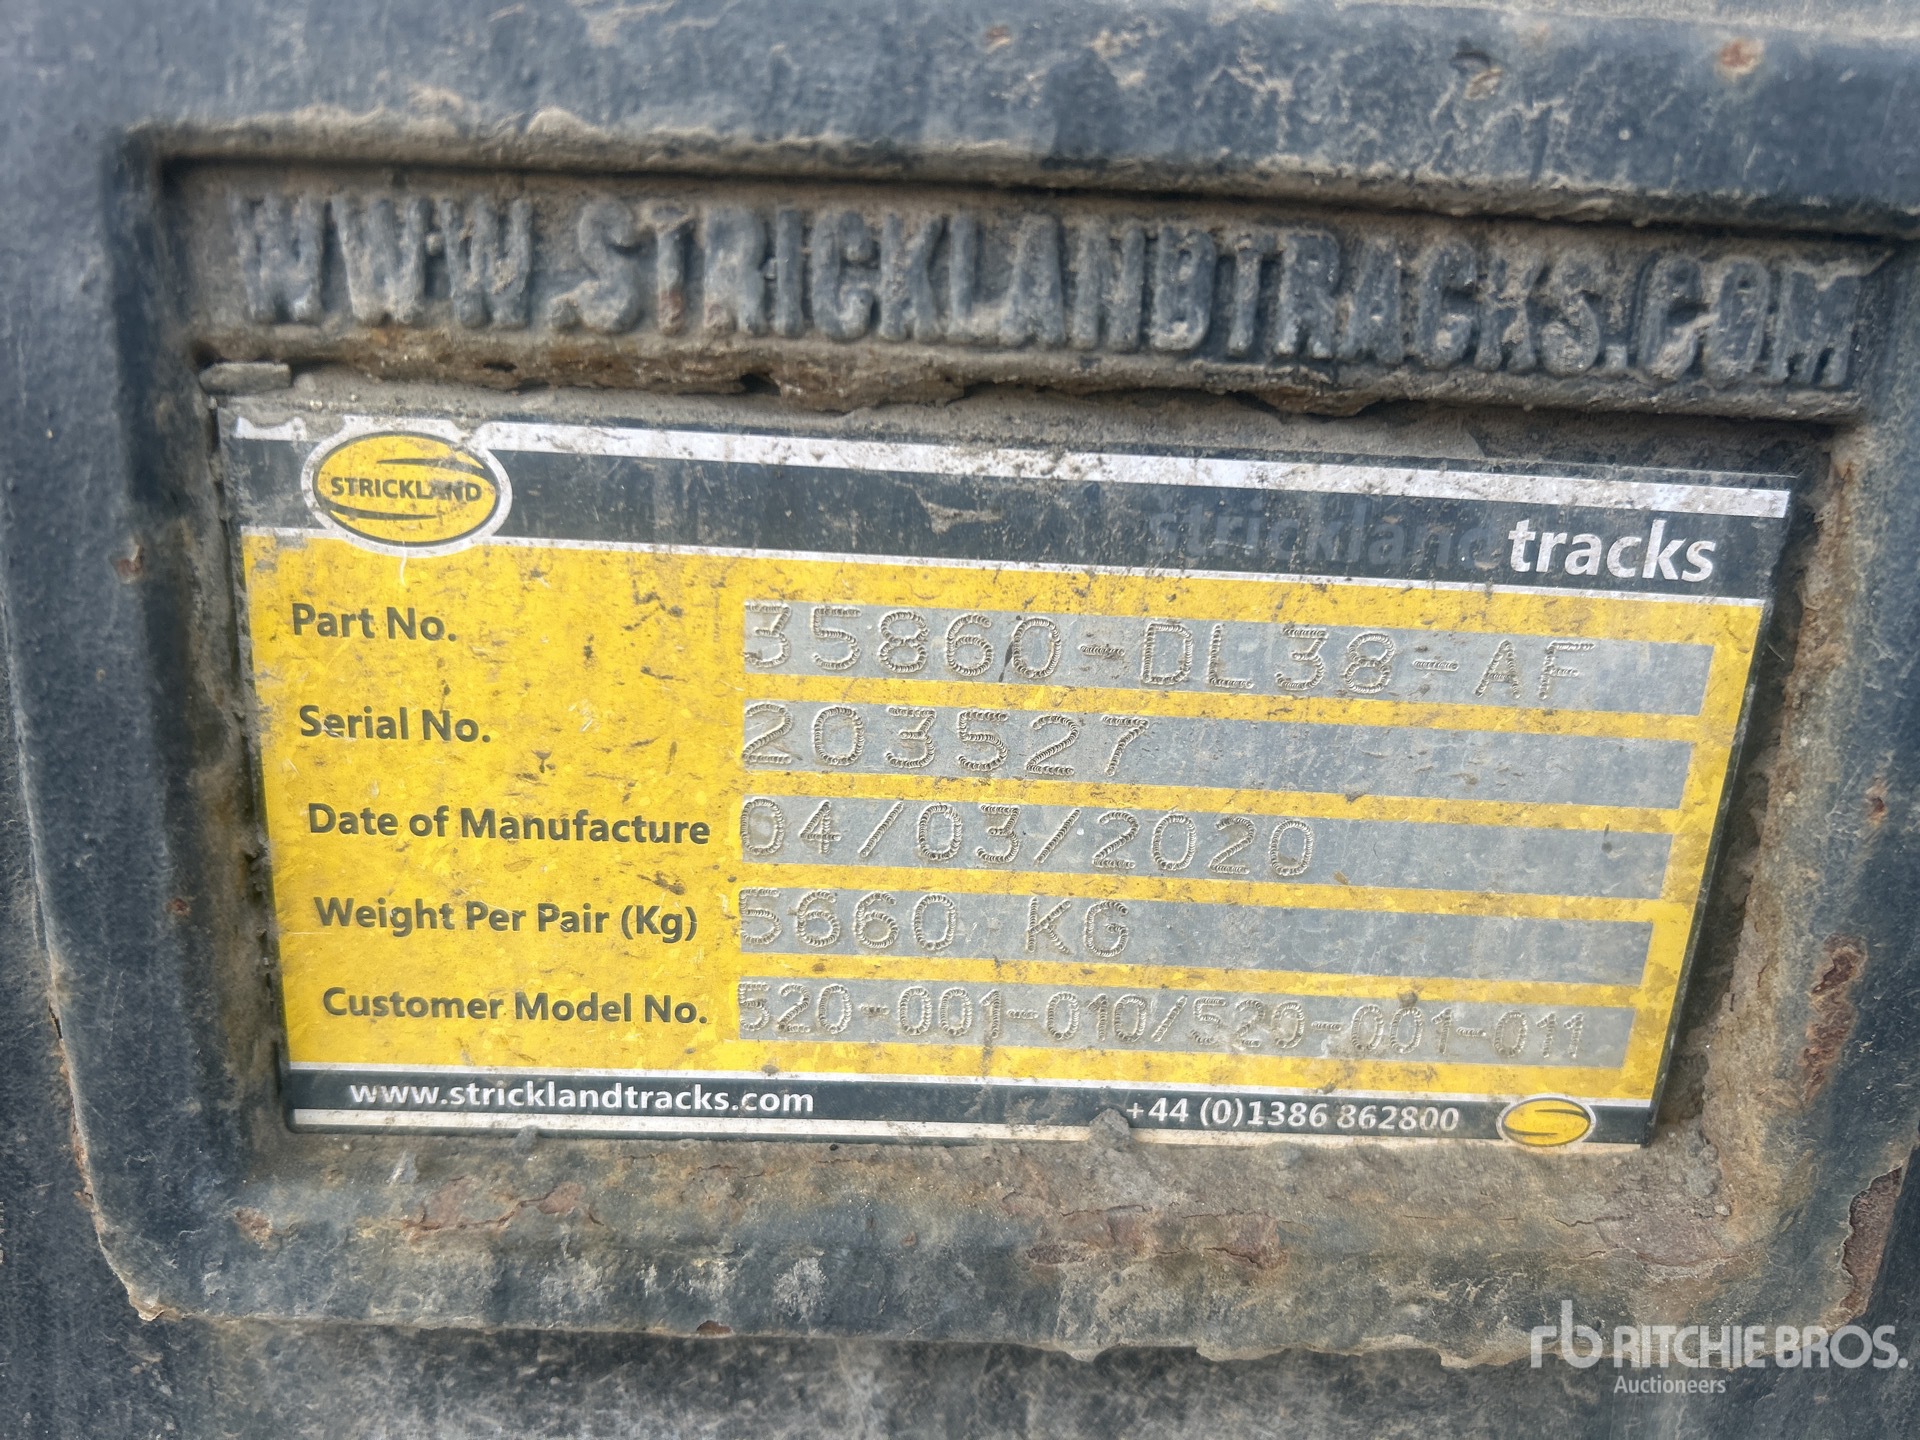 WWW.STRICKLANDTRACKS.COM
STRICKLAND
stricklandtracks
Part No. 35860-DL38-AF
Serial No. 203527
Date of Manufacture 04/03/2020
Weight Per Pair (Kg) 5660 KG
Customer Model No. 520-001-010/520-001-011
www.stricklandtracks.com +44 (0)1386 862800
rb RITCHIE BROS.
Auctioneers